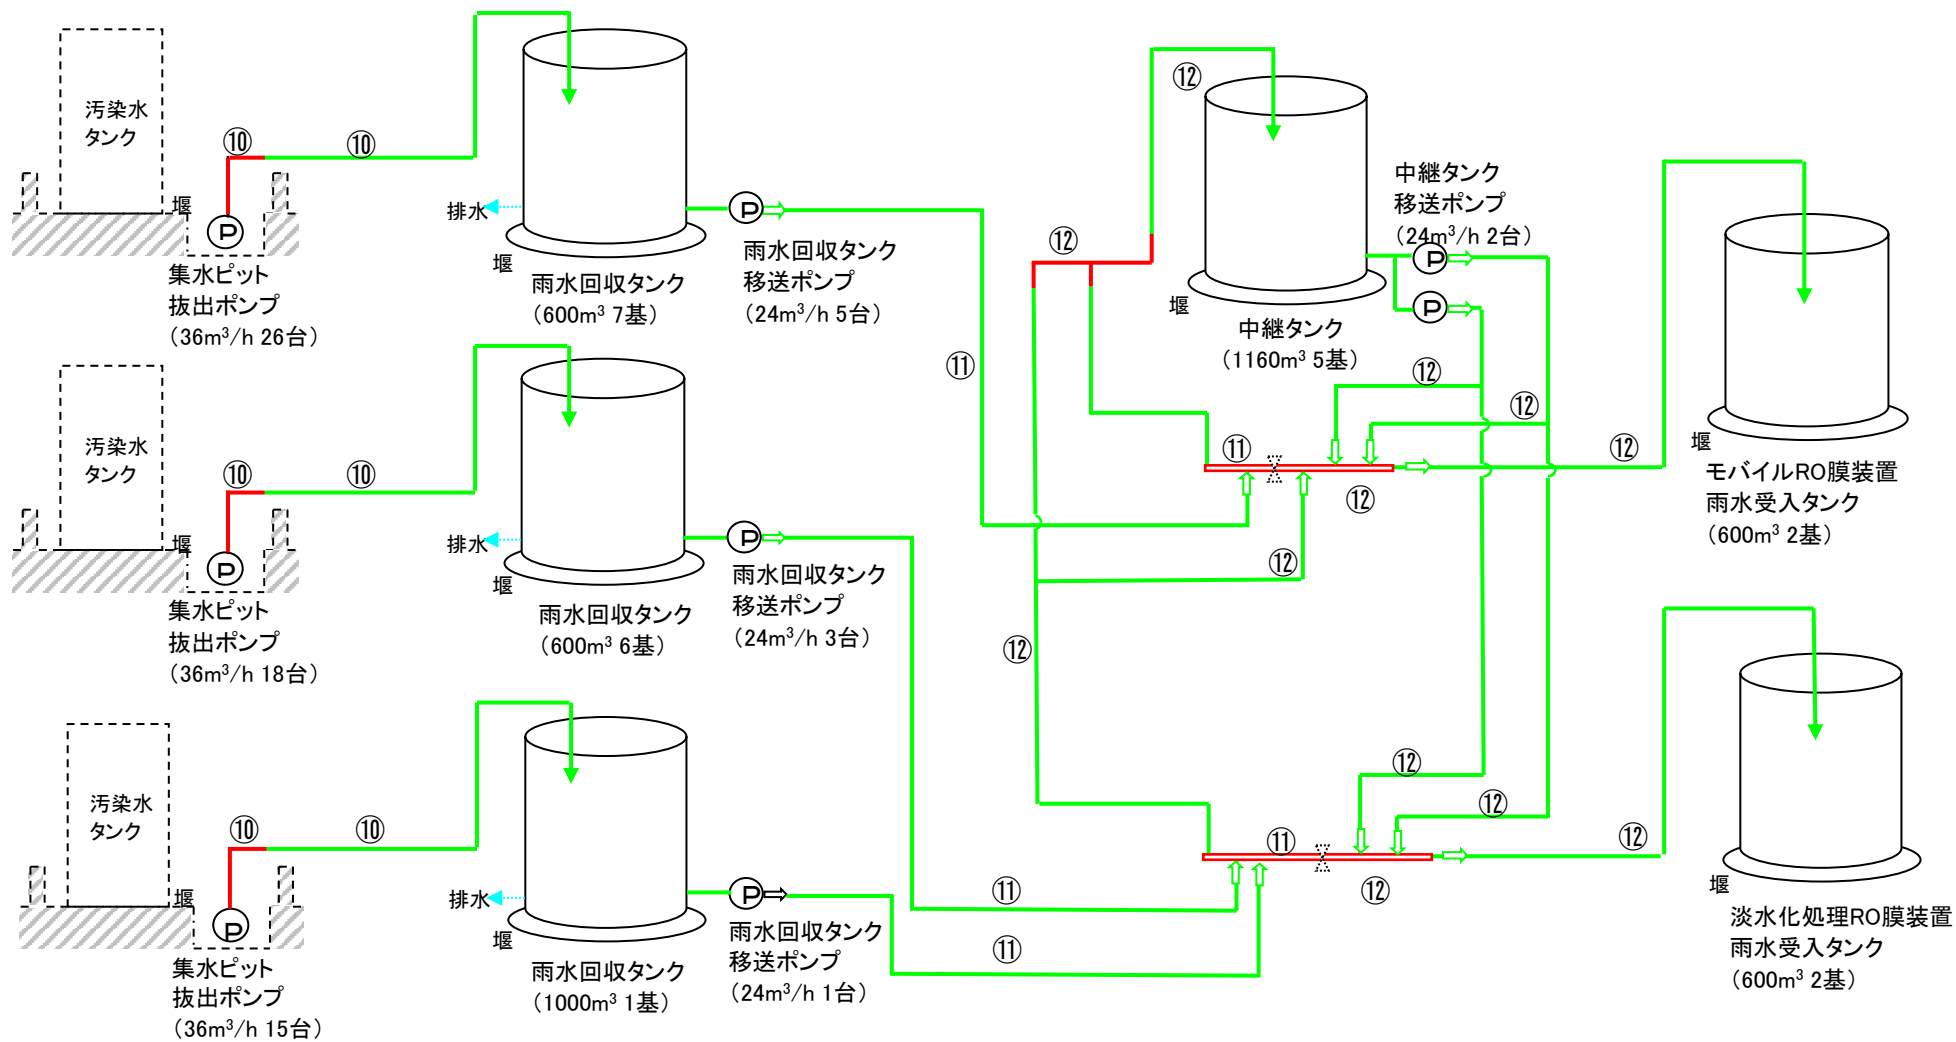 汚染水
タンク
⑩
⑩
堰
P
集水ピット
抜出ポンプ
(36m³/h 26台)
排水
堰
雨水回収タンク
(600m³ 7基)
P
雨水回収タンク
移送ポンプ
(24m³/h 5台)
⑪
汚染水
タンク
⑩
⑩
堰
P
集水ピット
抜出ポンプ
(36m³/h 18台)
排水
堰
雨水回収タンク
(600m³ 6基)
P
雨水回収タンク
移送ポンプ
(24m³/h 3台)
⑪
汚染水
タンク
⑩
⑩
堰
P
集水ピット
抜出ポンプ
(36m³/h 15台)
排水
堰
雨水回収タンク
(1000m³ 1基)
P
雨水回収タンク
移送ポンプ
(24m³/h 1台)
⑪
⑫
⑫
堰
中継タンク
(1160m³ 5基)
中継タンク
移送ポンプ
(24m³/h 2台)
P
P
⑫
⑫
⑪
⑫
⑫
⑫
⑫
堰
モバイルRO膜装置
雨水受入タンク
(600m³ 2基)
⑫
⑫
⑪
⑫
⑫
堰
淡水化処理RO膜装置
雨水受入タンク
(600m³ 2基)